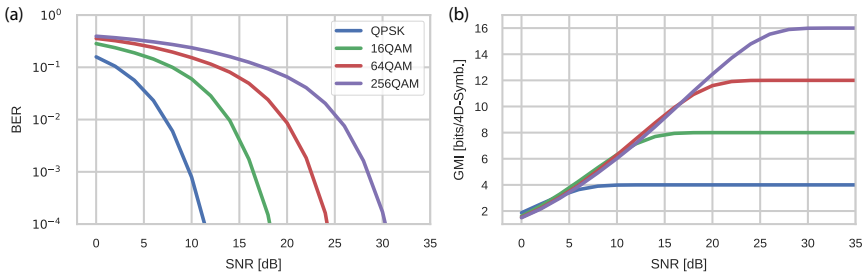 (a)
10⁰
10⁻¹
10⁻²
10⁻³
10⁻⁴
BER
QPSK
16QAM
64QAM
256QAM
0 5 10 15 20 25 30 35
SNR [dB]
(b)
16
14
12
10
8
6
4
2
GMI [bits/4D-Symb.]
0 5 10 15 20 25 30 35
SNR [dB]